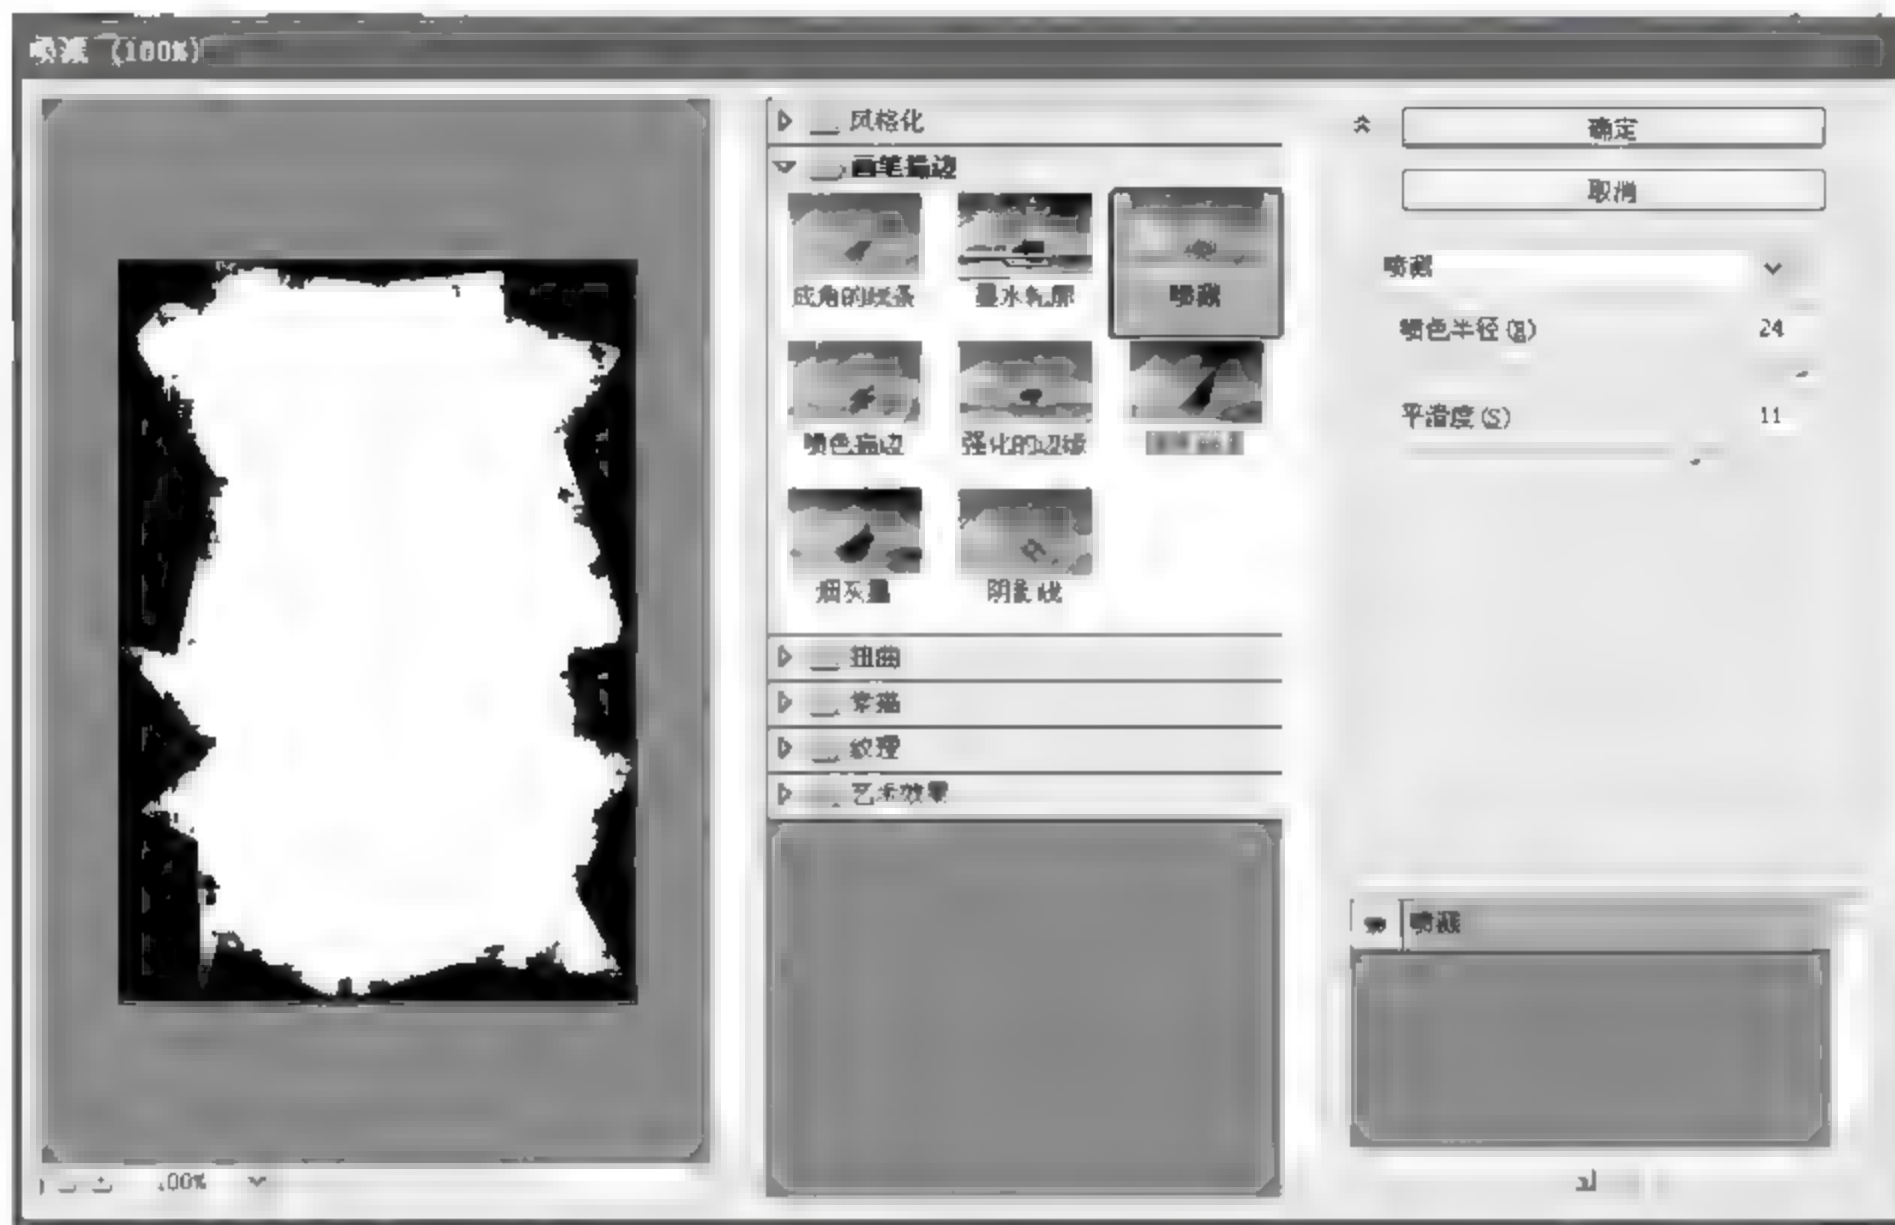 喷溅 (100%)
风格化
画笔描边
成角的线条
墨水轮廓
喷溅
喷色描边
强化的边缘
烟灰墨
阴影线
扭曲
素描
纹理
艺术效果
确定
取消
喷溅
喷色半径(R)
24
平滑度(S)
11
喷溅
100%